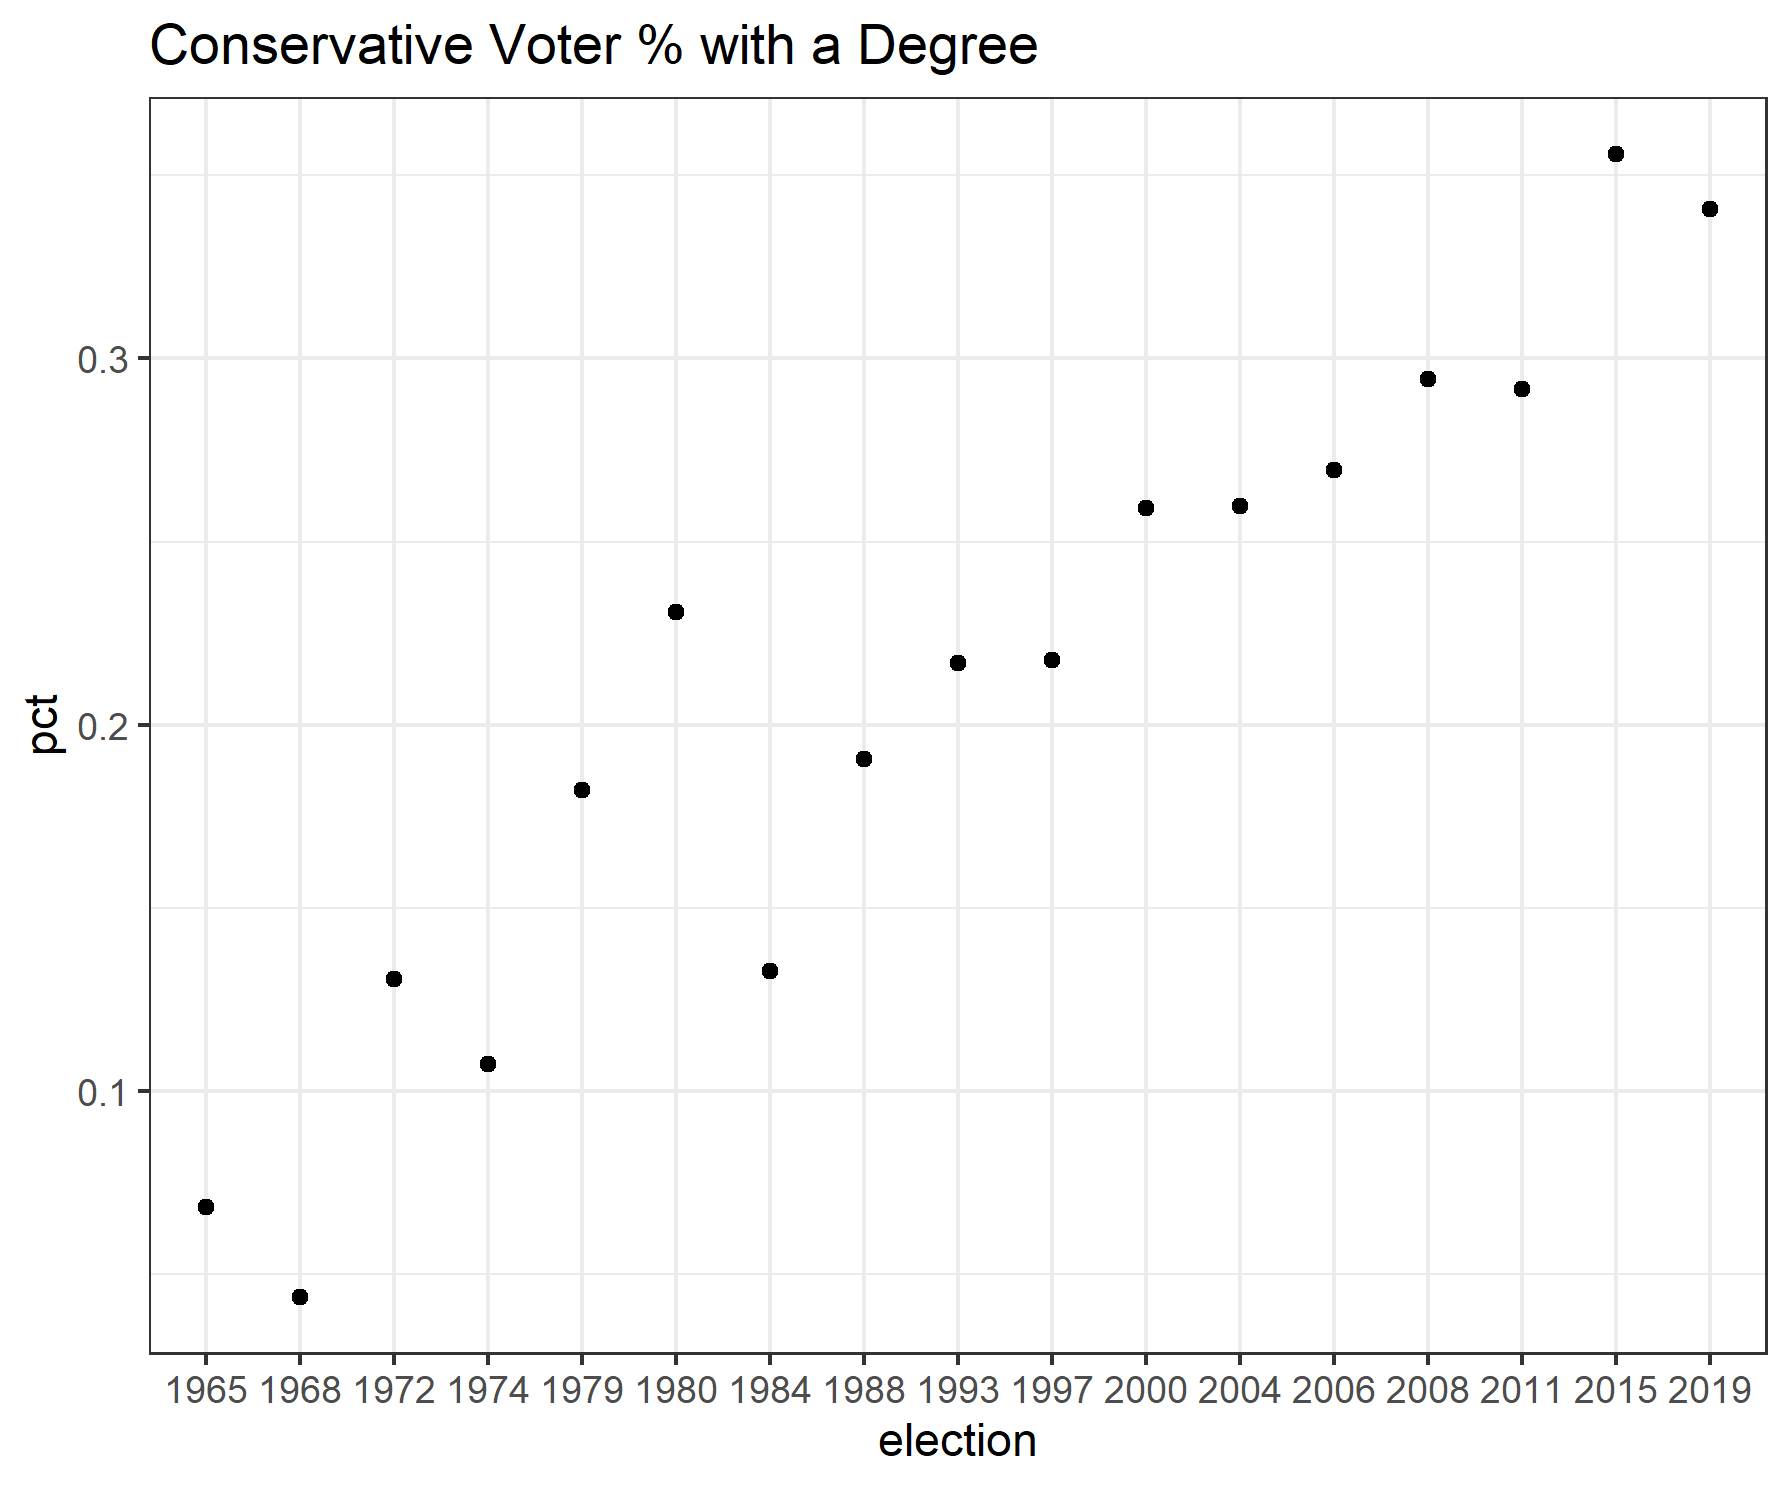 Conservative Voter % with a Degree
0.3
0.2
0.1
pct
1965 1968 1972 1974 1979 1980 1984 1988 1993 1997 2000 2004 2006 2008 2011 2015 2019
election